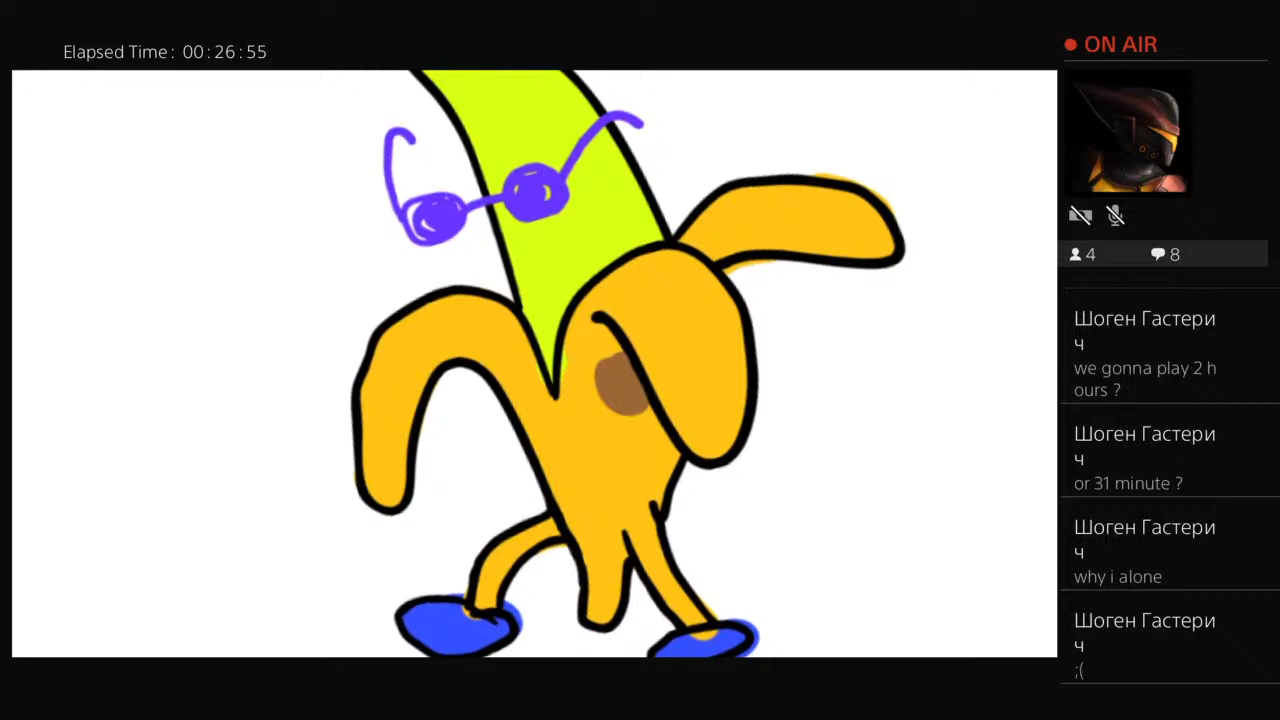 Elapsed Time: 00:26:55
ON AIR
4
8
Шоген Гастери
ч
we gonna play 2 h
ours ?
Шоген Гастери
ч
or 31 minute ?
Шоген Гастери
ч
why i alone
Шоген Гастери
ч
;(